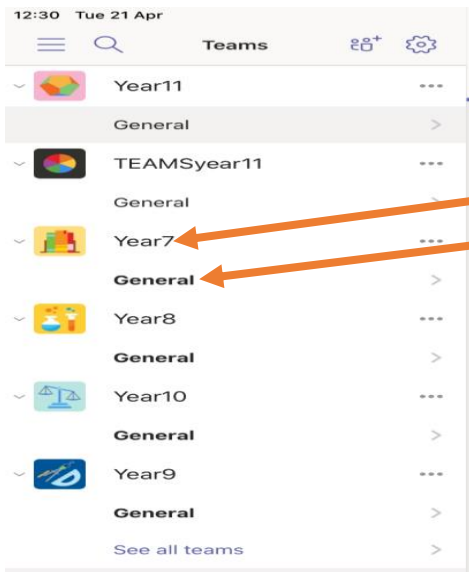 12:30 Tue 21 Apr
Teams
Year11
General
TEAMSyear11
General
Year7
General
Year8
General
Year10
General
Year9
General
See all teams